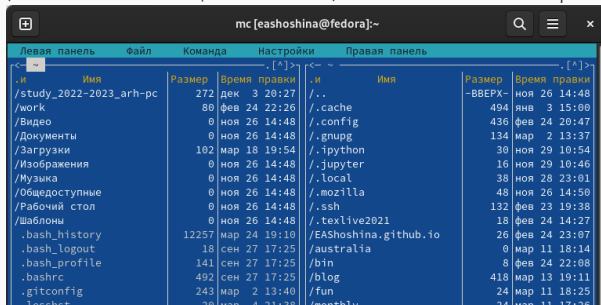 mc [eashoshina@fedora]:~
Левая панель Файл Команда Настройки Правая панель
<— ~ .[^]>
.и Имя Размер Время правки
/study_2022-2023_arh-pc 272 дек 3 20:27
/work 80 фев 24 22:26
/Видео 0 ноя 26 14:48
/Документы 0 ноя 26 14:48
/Загрузки 102 мар 18 19:54
/Изображения 0 ноя 26 14:48
/Музыка 0 ноя 26 14:48
/Общедоступные 0 ноя 26 14:48
/Рабочий стол 0 ноя 26 14:48
/Шаблоны 0 ноя 26 14:48
.bash_history 12257 мар 24 19:10
.bash_logout 18 сен 27 17:25
.bash_profile 141 сен 27 17:25
.bashrc 492 сен 27 17:25
.gitconfig 243 мар 2 13:40
<— ~ .[^]>
.и Имя Размер Время правки
/.. -ВВЕРХ- ноя 26 14:48
/.cache 494 янв 3 15:00
/.config 436 фев 24 20:47
/.gnupg 134 мар 2 13:37
/.ipython 30 ноя 29 10:54
/.jupyter 16 ноя 29 10:46
/.local 38 ноя 28 23:01
/.mozilla 48 ноя 26 14:50
/.ssh 132 фев 23 19:38
/.texlive2021 18 фев 24 14:27
/EAShoshina.github.io 26 фев 24 23:07
/australia 0 мар 11 18:14
/bin 8 фев 24 22:08
/blog 418 мар 13 19:11
/fun 24 мар 11 18:25